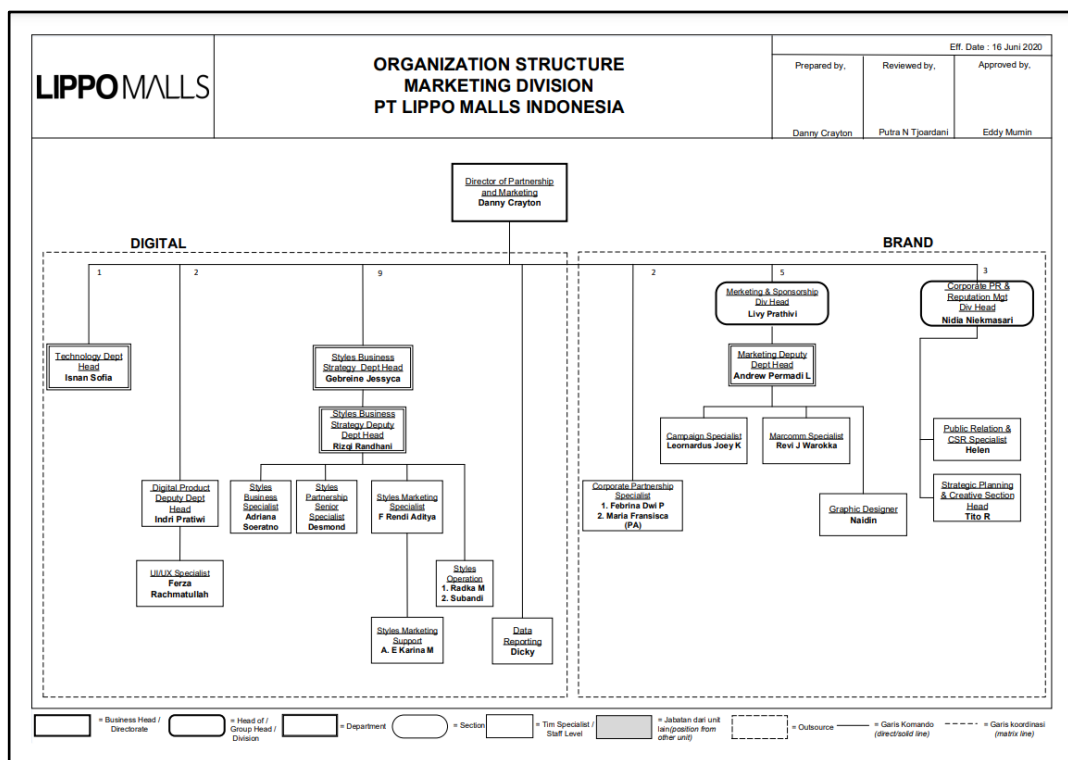 LIPPO MALLS
ORGANIZATION STRUCTURE
MARKETING DIVISION
PT LIPPO MALLS INDONESIA
Eff. Date : 16 Juni 2020
Prepared by,
Danny Crayton
Reviewed by,
Putra N Tjoardani
Approved by,
Eddy Mumin
Director of Partnership
and Marketing
Danny Crayton
DIGITAL
BRAND
1
2
9
2
5
3
Technology Dept
Head
Isnan Sofia
Digital Product
Deputy Dept
Head
Indri Pratiwi
UI/UX Specialist
Ferza
Rachmatullah
Styles Business
Strategy Dept Head
Gebreine Jessyca
Styles Business
Strategy Deputy
Dept Head
Rizqi Randhani
Styles
Business
Specialist
Adriana
Soeratno
Styles
Partnership
Senior
Specialist
Desmond
Styles Marketing
Specialist
F Rendi Aditya
Styles Marketing
Support
A. E Karina M
Styles
Operation
1. Radka M
2. Subandi
Data
Reporting
Dicky
Corporate Partnership
Specialist
1. Febrina Dwi P
2. Maria Fransisca
(PA)
Merketing & Sponsorship
Div Head
Livy Prathivi
Marketing Deputy
Dept Head
Andrew Permadi L
Campaign Specialist
Leornardus Joey K
Marcomm Specialist
Revi J Warokka
Graphic Designer
Naidin
Corporate PR &
Reputation Mgt
Div Head
Nidia Niekmasari
Public Relation &
CSR Specialist
Helen
Strategic Planning
& Creative Section
Head
Tito R
= Business Head /
Directorate
= Head of /
Group Head /
Division
= Department
= Section
= Tim Specialist /
Staff Level
= Jabatan dari unit
lain(position from
other unit)
= Outsource
= Garis Komando
(direct/solid line)
= Garis koordinasi
(matrix line)